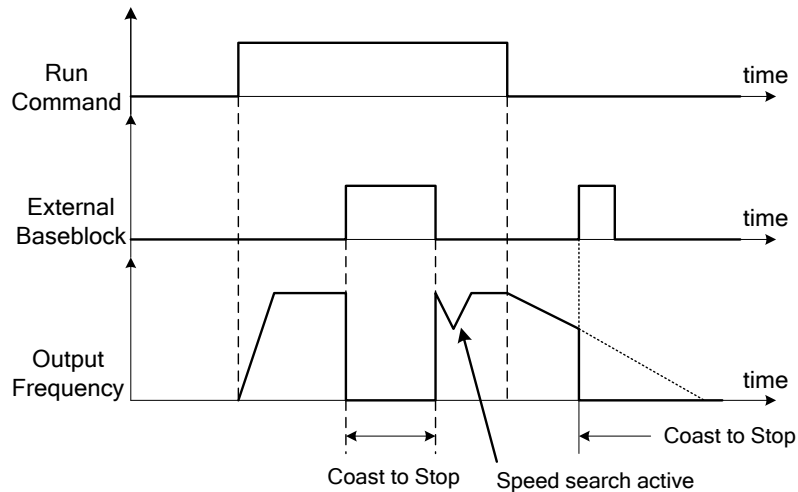 Run
Command
time
External
Baseblock
time
Output
Frequency
time
Coast to Stop
Coast to Stop
Speed search active